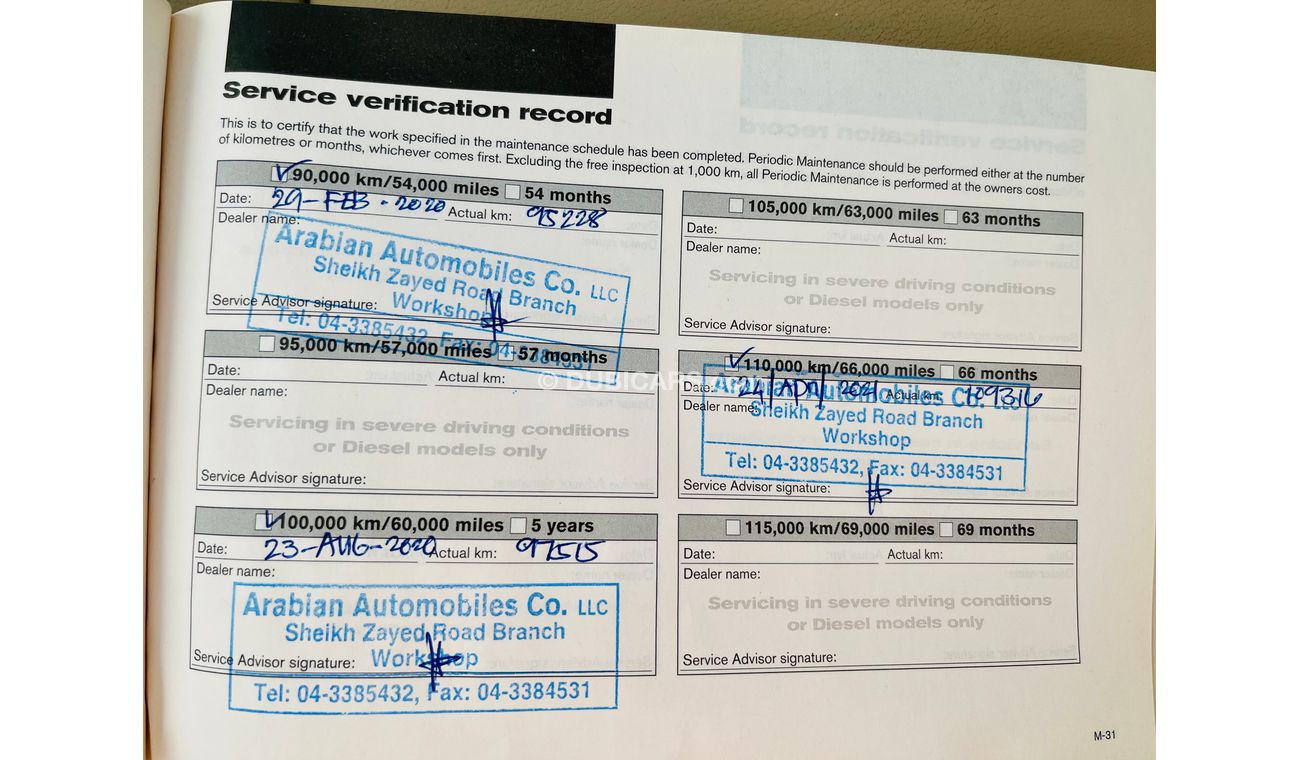 Service verification record
This is to certify that the work specified in the maintenance schedule has been completed. Periodic Maintenance should be performed either at the number
of kilometres or months, whichever comes first. Excluding the free inspection at 1,000 km, all Periodic Maintenance is performed at the owners cost.
90,000 km/54,000 miles 54 months
Date: 29-FEB-2020 Actual km: 95228
Dealer name:
Arabian Automobiles Co. LLC
Sheikh Zayed Road Branch
Workshop
Service Advisor signature:
Tel: 04-3385432, Fax: 04-3384531
95,000 km/57,000 miles 57 months
Date: Actual km:
Dealer name:
Servicing in severe driving conditions
or Diesel models only
Service Advisor signature:
100,000 km/60,000 miles 5 years
Date: 23-AUG-2020 Actual km: 97515
Dealer name:
Arabian Automobiles Co. LLC
Sheikh Zayed Road Branch
Service Advisor signature: Workshop
Tel: 04-3385432, Fax: 04-3384531
105,000 km/63,000 miles 63 months
Date: Actual km:
Dealer name:
Servicing in severe driving conditions
or Diesel models only
Service Advisor signature:
110,000 km/66,000 miles 66 months
Date: 24/Apr/2021 Actual km: 109316
Arabian Automobiles Co. LLC
Dealer name:
Sheikh Zayed Road Branch
Workshop
Tel: 04-3385432, Fax: 04-3384531
Service Advisor signature:
115,000 km/69,000 miles 69 months
Date: Actual km:
Dealer name:
Servicing in severe driving conditions
or Diesel models only
Service Advisor signature:
M-31